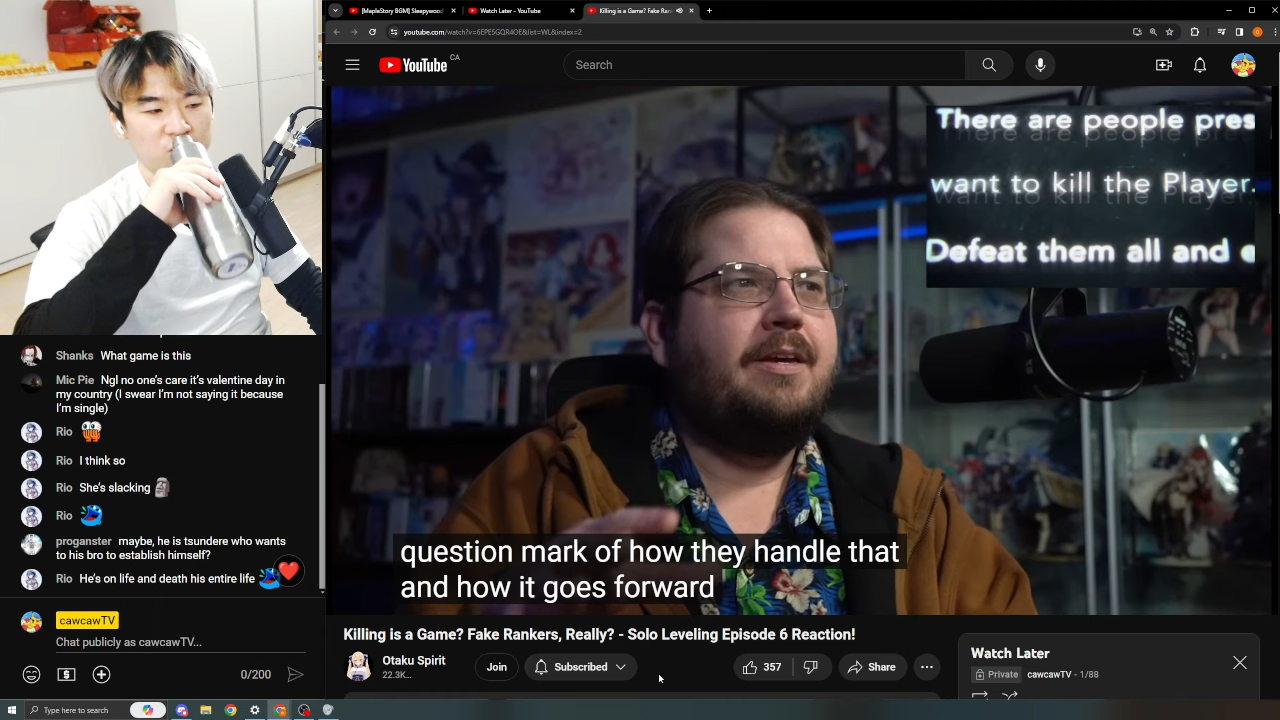 [MapleStory BGM] Sleepywood
Watch Later - YouTube
Killing is a Game? Fake Ran
youtube.com/watch?v=6EPE5GQR4OE&list=WL&index=2
YouTube CA
Search
There are people pres
want to kill the Player.
Defeat them all and e
question mark of how they handle that
and how it goes forward
Killing is a Game? Fake Rankers, Really? - Solo Leveling Episode 6 Reaction!
Otaku Spirit
22.3K...
Join
Subscribed
357
Share
Watch Later
Private cawcawTV - 1/88
Shanks What game is this
Mic Pie Ngl no one's care it's valentine day in
my country (I swear I'm not saying it because
I'm single)
Rio
Rio I think so
Rio She's slacking
Rio
proganster maybe, he is tsundere who wants
to his bro to establish himself?
Rio He's on life and death his entire life
cawcawTV
Chat publicly as cawcawTV...
0/200
Type here to search